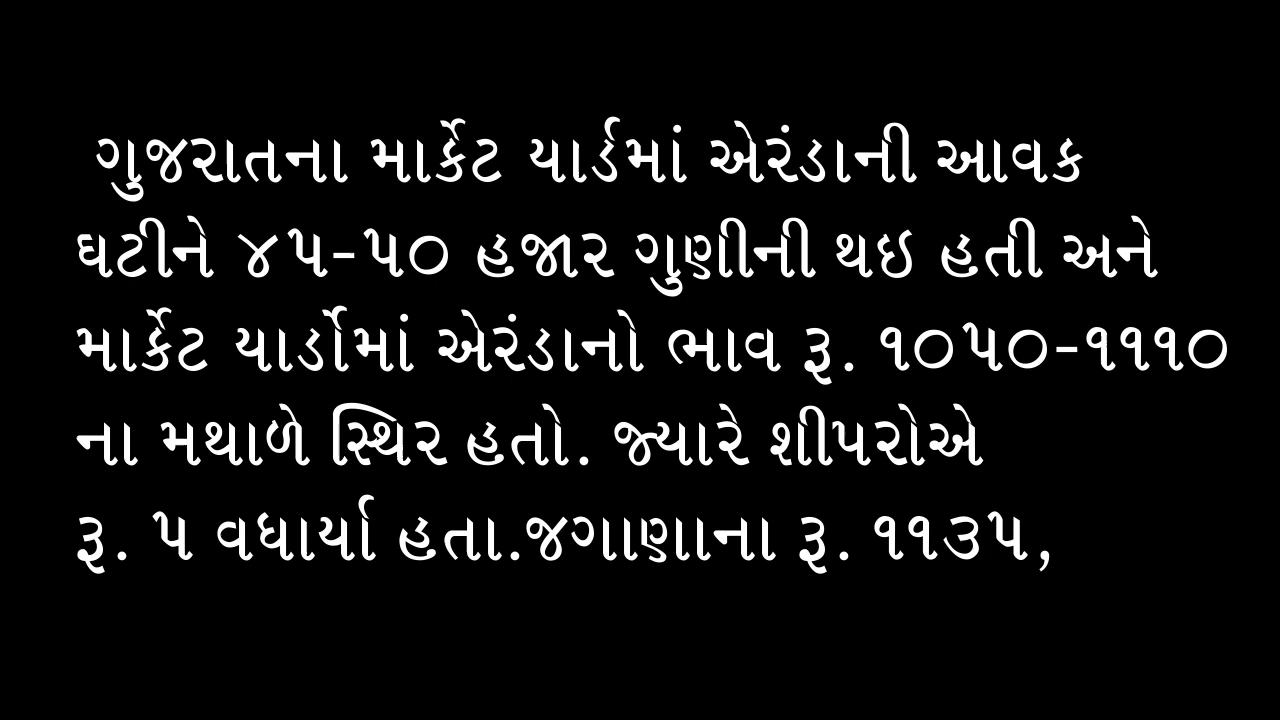 ગુજરાતના માર્કેટ યાર્ડમાં એરંડાની આવક
ઘટીને ૪૫-૫૦ હજાર ગુણીની થઇ હતી અને
માર્કેટ યાર્ડોમાં એરંડાનો ભાવ રૂ. ૧૦૫૦-૧૧૧૦
ના મથાળે સ્થિર હતો. જ્યારે શીપરોએ
રૂ. ૫ વધાર્યા હતા.જગાણાના રૂ. ૧૧૩૫,